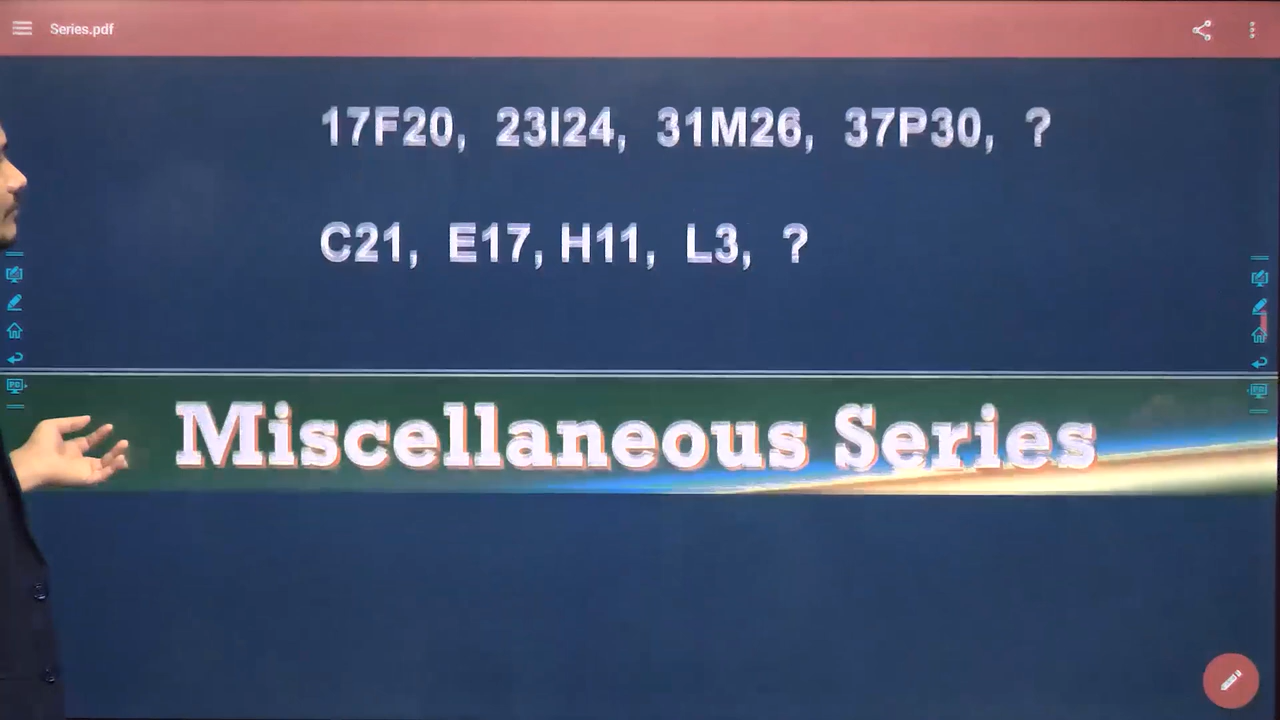 Series.pdf
17F20, 23I24, 31M26, 37P30, ?
C21, E17, H11, L3, ?
Miscellaneous Series